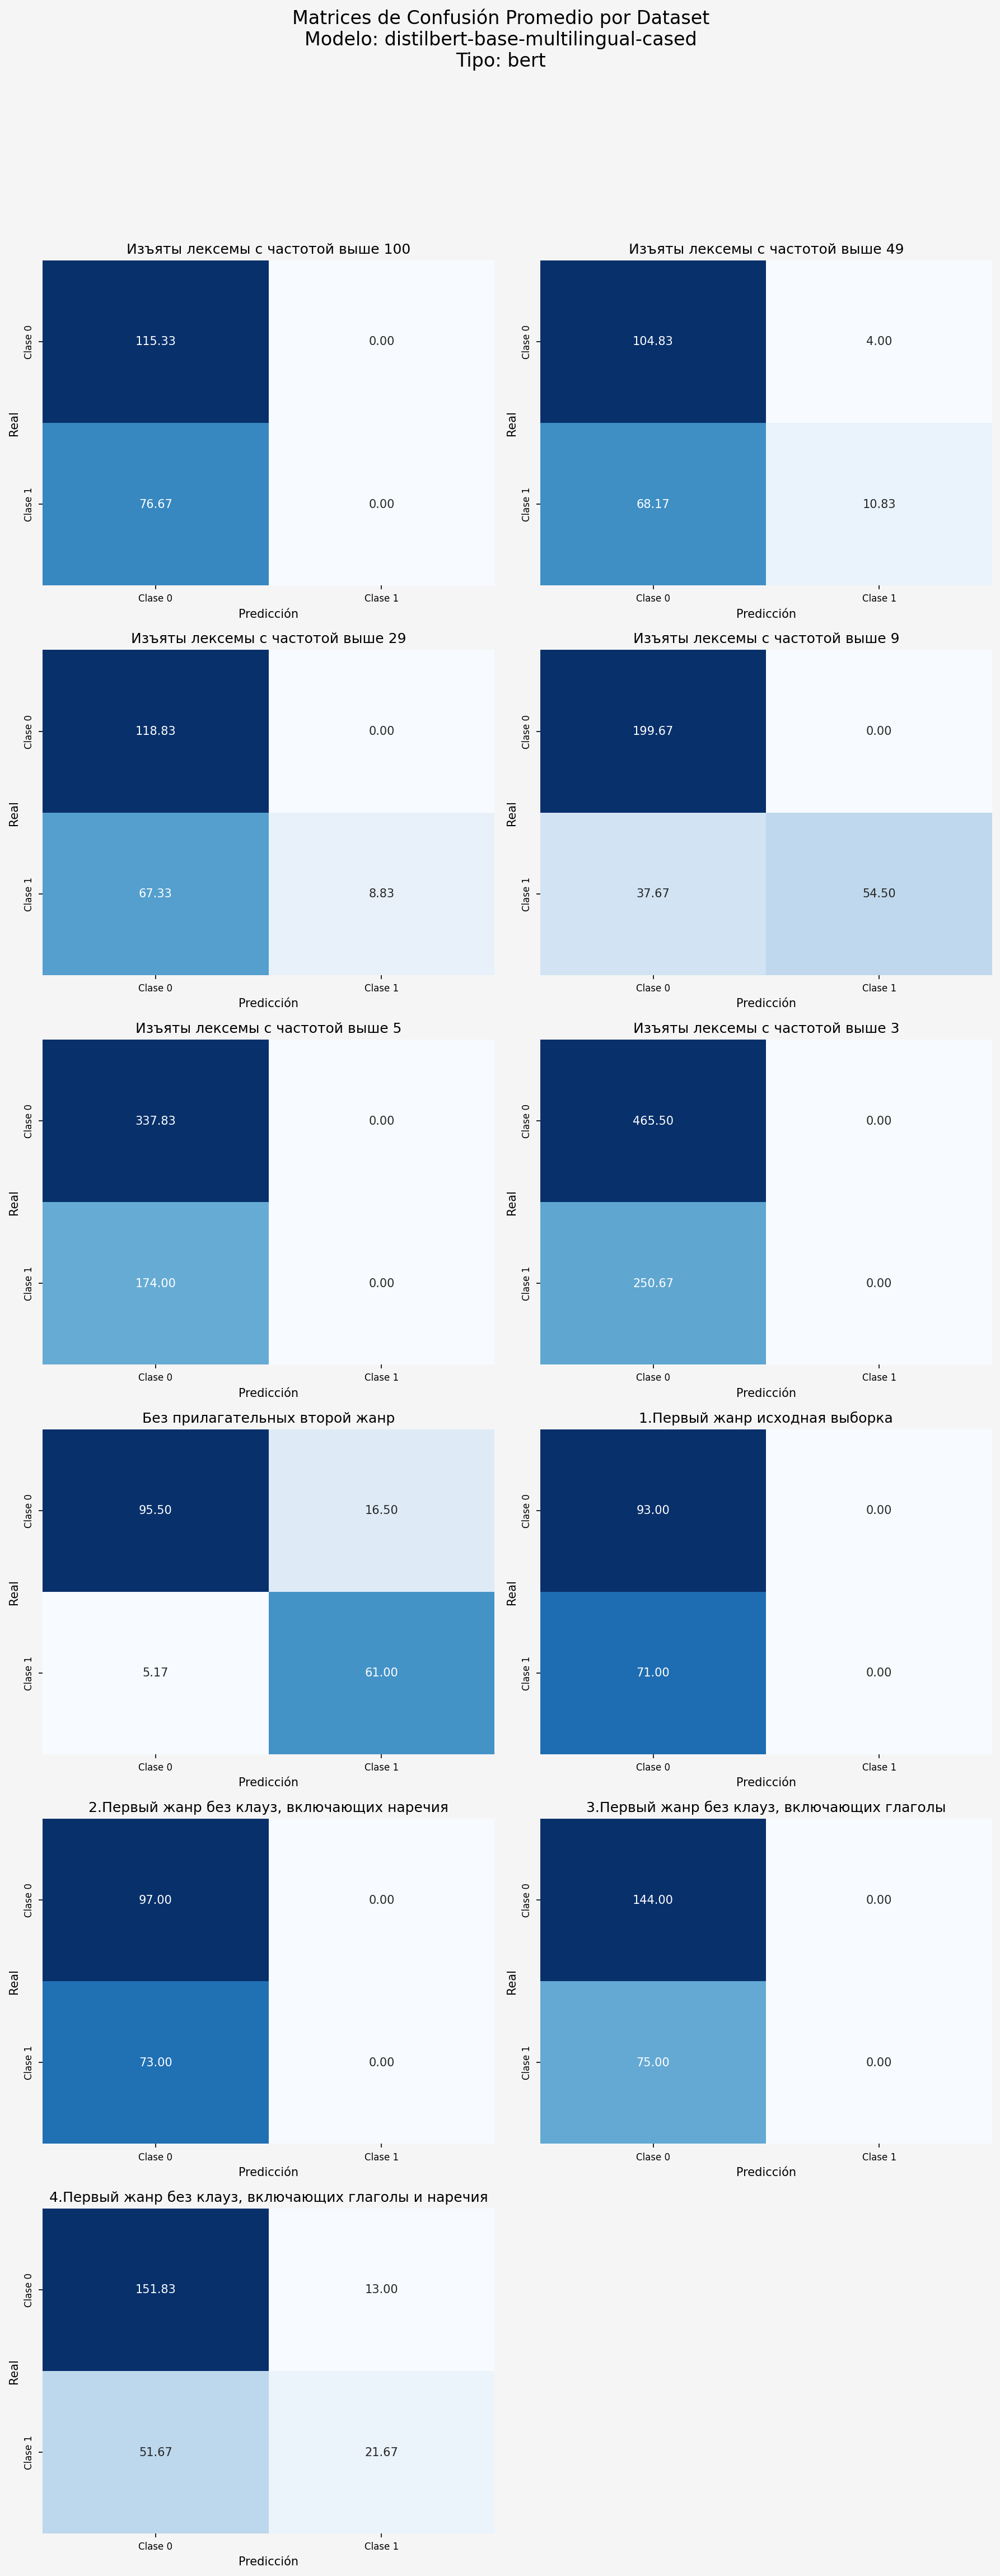 Matrices de Confusión Promedio por Dataset
Modelo: distilbert-base-multilingual-cased
Tipo: bert
Изъяты лексемы с частотой выше 100
Real
Clase 0
115.33
0.00
Clase 1
76.67
0.00
Clase 0
Clase 1
Predicción
Изъяты лексемы с частотой выше 49
Real
Clase 0
104.83
4.00
Clase 1
68.17
10.83
Clase 0
Clase 1
Predicción
Изъяты лексемы с частотой выше 29
Real
Clase 0
118.83
0.00
Clase 1
67.33
8.83
Clase 0
Clase 1
Predicción
Изъяты лексемы с частотой выше 9
Real
Clase 0
199.67
0.00
Clase 1
37.67
54.50
Clase 0
Clase 1
Predicción
Изъяты лексемы с частотой выше 5
Real
Clase 0
337.83
0.00
Clase 1
174.00
0.00
Clase 0
Clase 1
Predicción
Изъяты лексемы с частотой выше 3
Real
Clase 0
465.50
0.00
Clase 1
250.67
0.00
Clase 0
Clase 1
Predicción
Без прилагательных второй жанр
Real
Clase 0
95.50
16.50
Clase 1
5.17
61.00
Clase 0
Clase 1
Predicción
1.Первый жанр исходная выборка
Real
Clase 0
93.00
0.00
Clase 1
71.00
0.00
Clase 0
Clase 1
Predicción
2.Первый жанр без клауз, включающих наречия
Real
Clase 0
97.00
0.00
Clase 1
73.00
0.00
Clase 0
Clase 1
Predicción
3.Первый жанр без клауз, включающих глаголы
Real
Clase 0
144.00
0.00
Clase 1
75.00
0.00
Clase 0
Clase 1
Predicción
4.Первый жанр без клауз, включающих глаголы и наречия
Real
Clase 0
151.83
13.00
Clase 1
51.67
21.67
Clase 0
Clase 1
Predicción